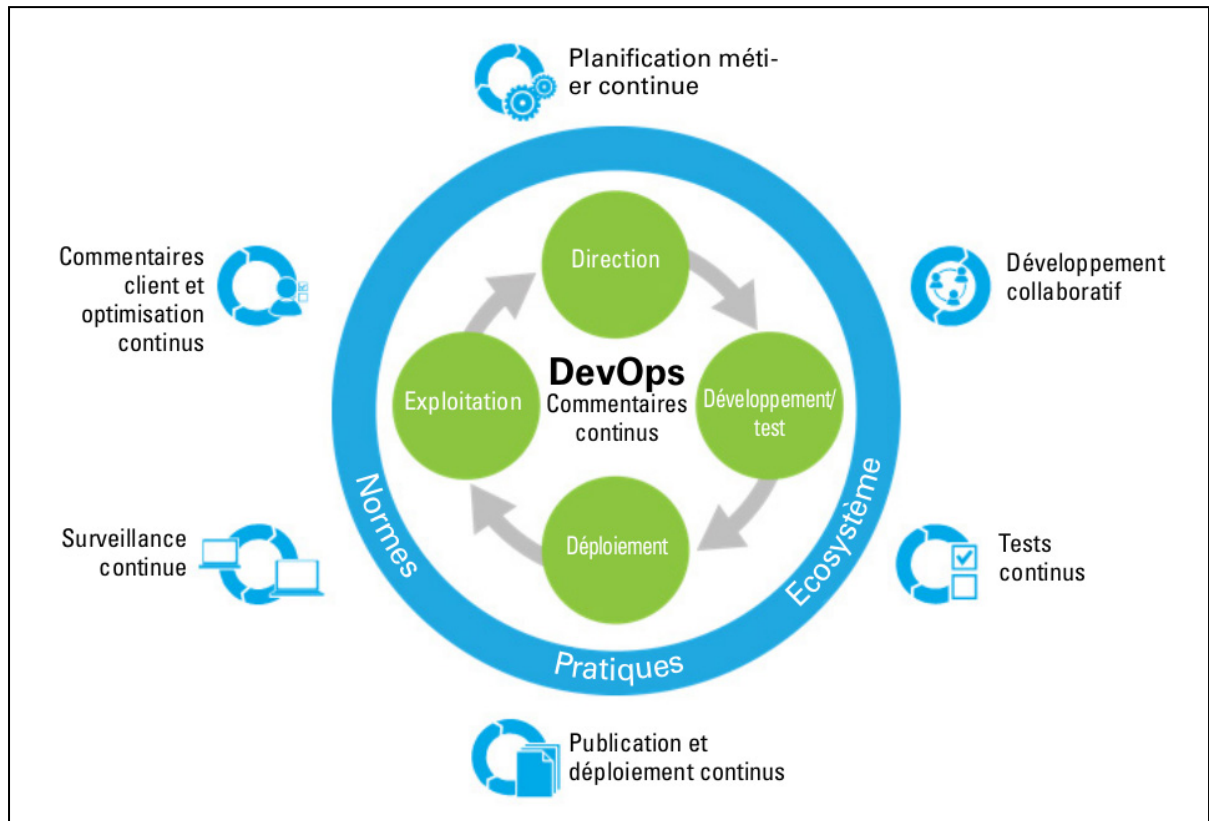 Planification méti-
er continue
Commentaires
client et
optimisation
continus
Développement
collaboratif
Direction
DevOps
Commentaires
continus
Exploitation
Développement/
test
Déploiement
Normes
Pratiques
Ecosystème
Surveillance
continue
Tests
continus
Publication et
déploiement continus